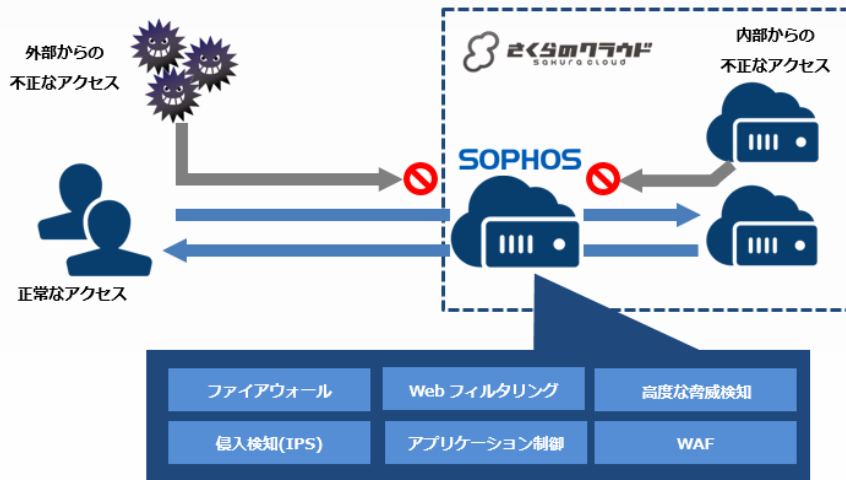 外部からの
不正なアクセス
さくらのクラウド
SAKURA CLOUD
内部からの
不正なアクセス
SOPHOS
正常なアクセス
ファイアウォール
Web フィルタリング
高度な脅威検知
侵入検知(IPS)
アプリケーション制御
WAF